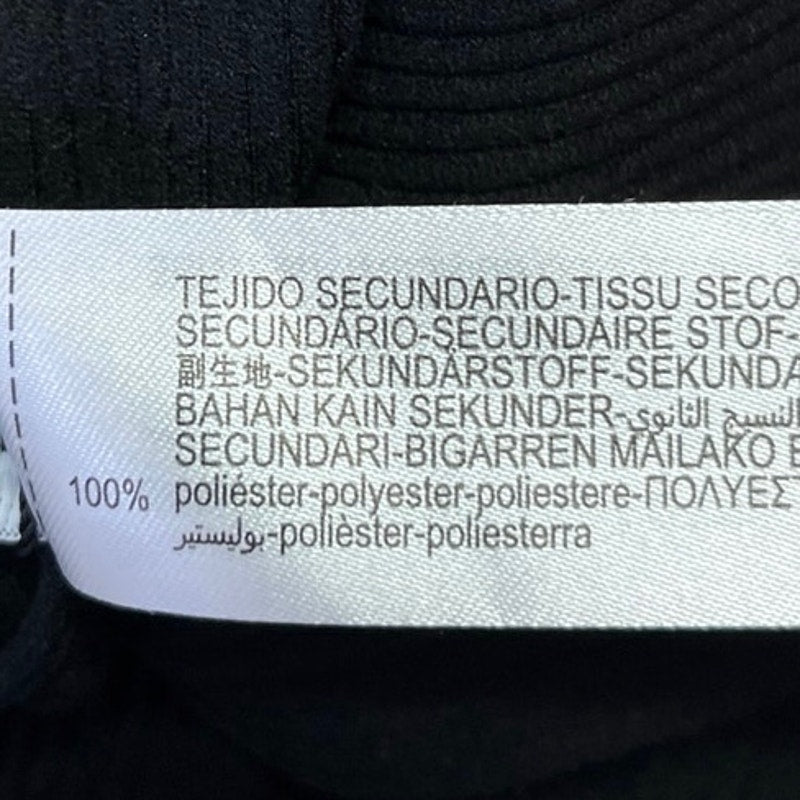 TEJIDO SECUNDARIO-TISSU SECO
SECUNDÁRIO-SECUNDAIRE STOF-
副生地-SEKUNDÄRSTOFF-SEKUNDA
BAHAN KAIN SEKUNDER-النسيج الثانوي
SECUNDARI-BIGARREN MAILAKO E
100% poliéster-polyester-poliestere-ΠΟΛΥΕΣΤ
بوليستير-polièster-poliesterra